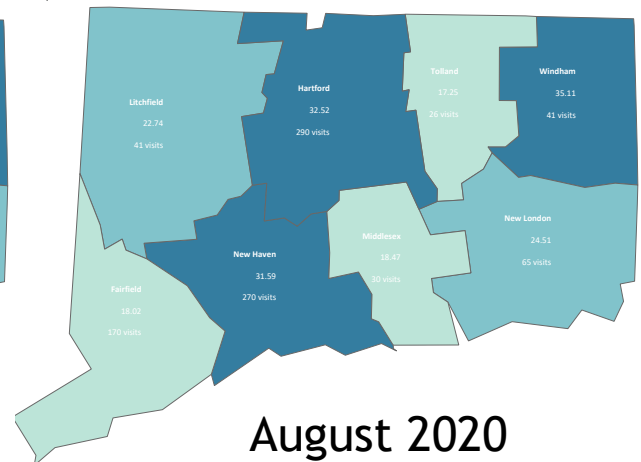 Litchfield
22.74
41 visits
Hartford
32.52
290 visits
Tolland
17.25
26 visits
Windham
35.11
41 visits
New Haven
31.59
270 visits
Middlesex
18.47
30 visits
New London
24.51
65 visits
Fairfield
18.02
170 visits
August 2020